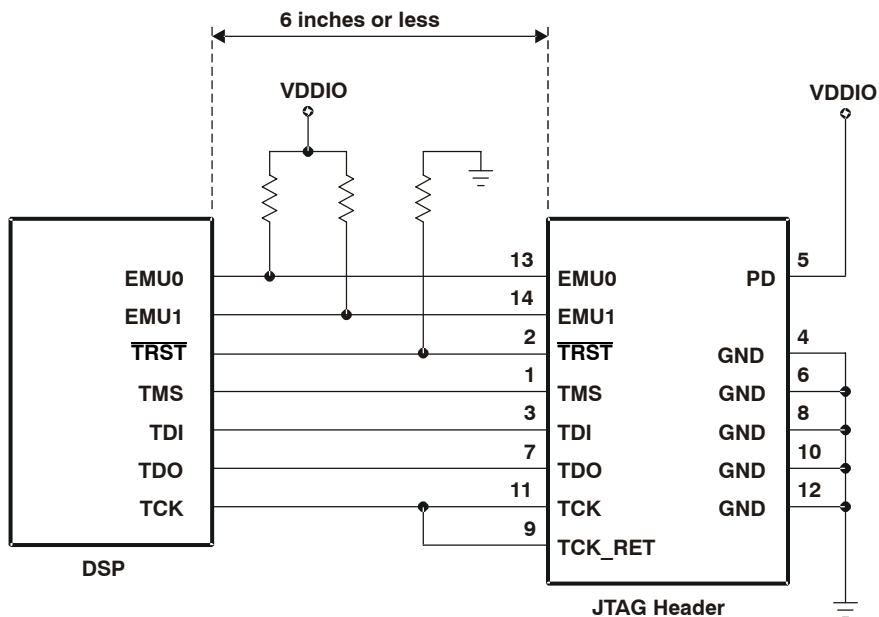 6 inches or less
VDDIO
VDDIO
EMU0 13 EMU0 PD 5
EMU1 14 EMU1
TRST 2 TRST GND 4
TMS 1 TMS GND 6
TDI 3 TDI GND 8
TDO 7 TDO GND 10
TCK 11 TCK GND 12
9 TCK_RET
DSP
JTAG Header